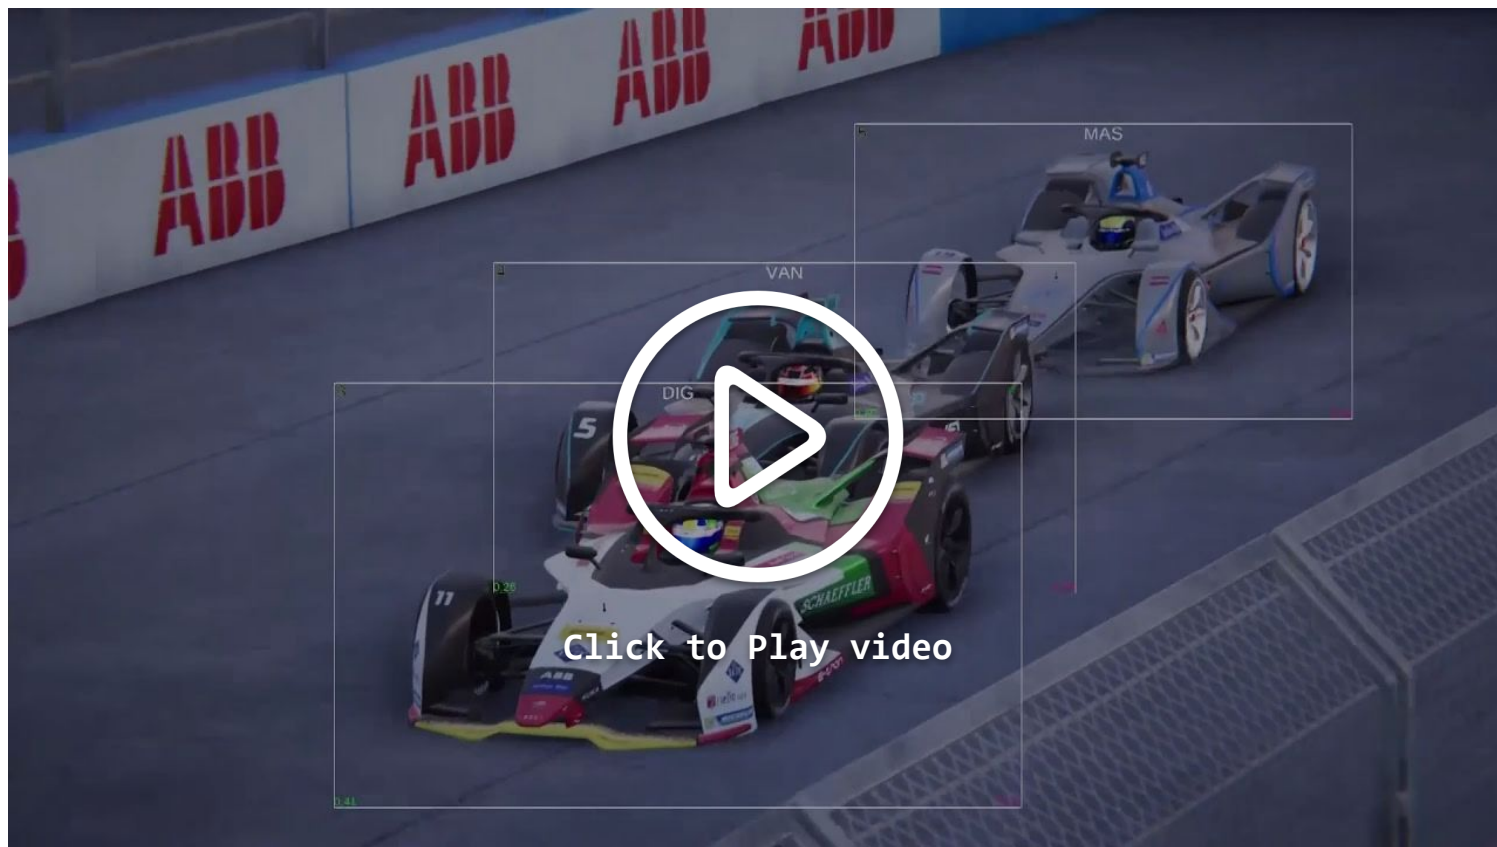 ABB
ABB
ABB
ABB
MAS
VAN
DIG
5
0,26
11
SCHAEFFLER
Click to Play video
ABB
e-tron
0,41